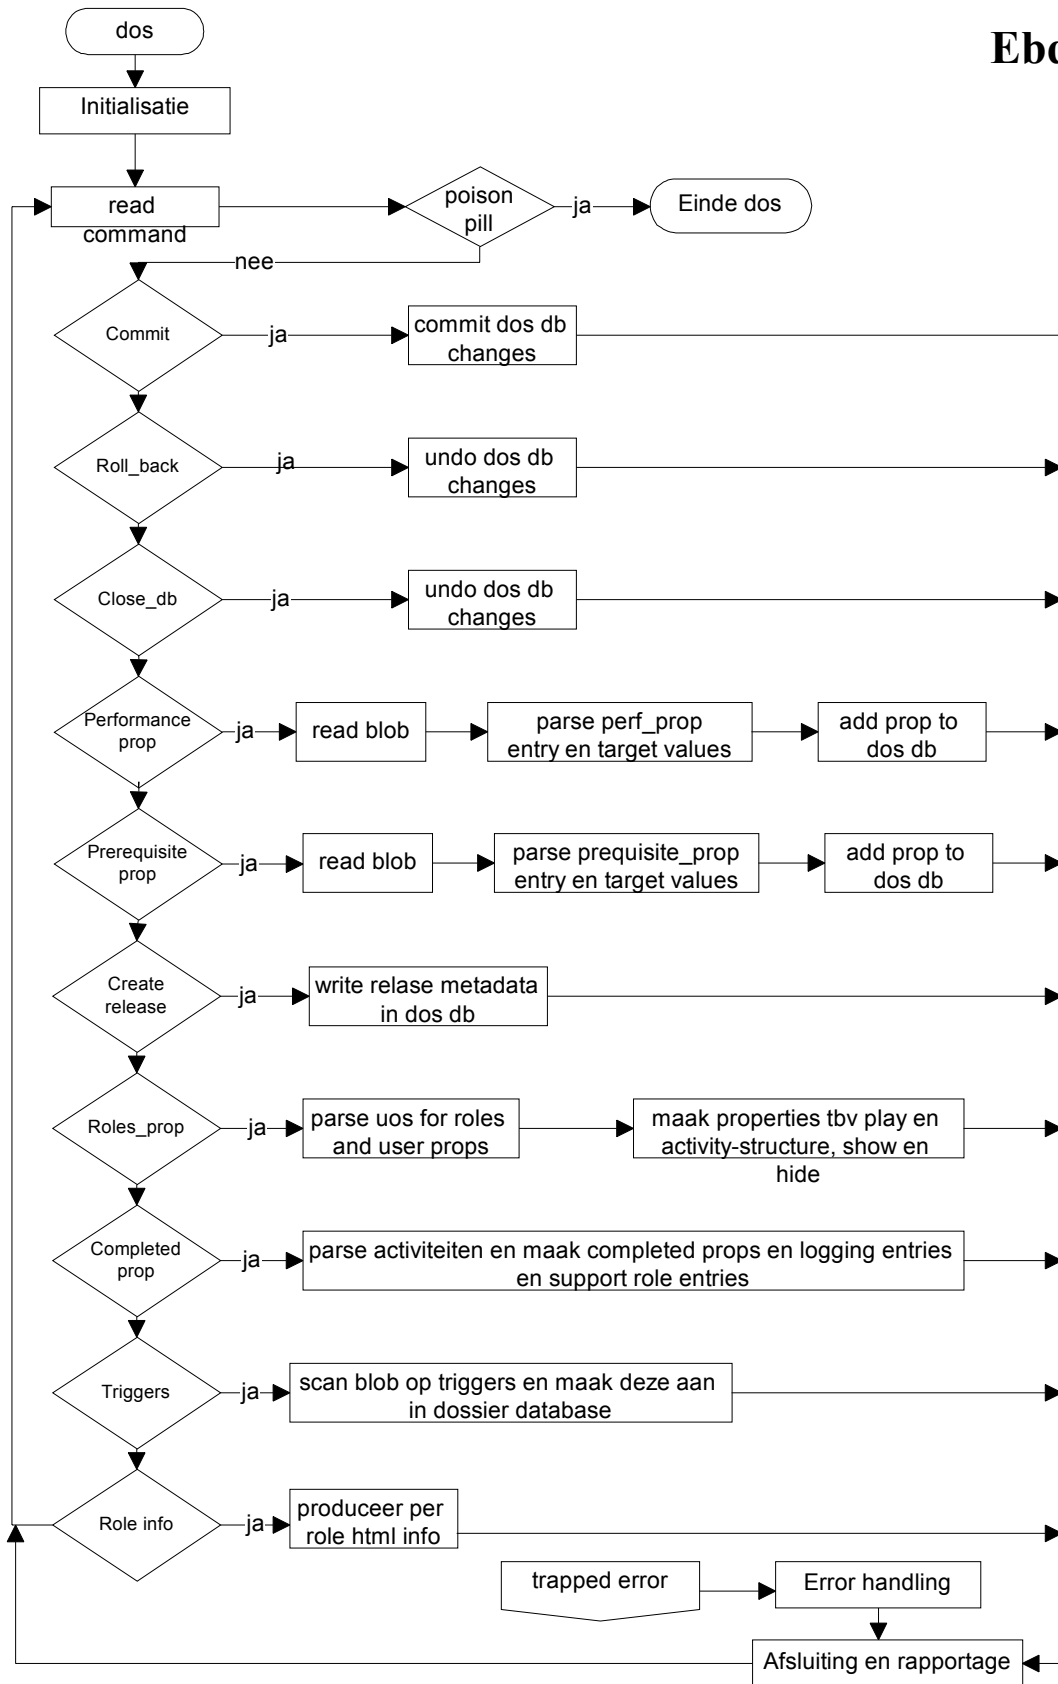 dos
Ebo
Initialisatie
read
command
poison
pill
ja
Einde dos
nee
Commit
ja
commit dos db
changes
Roll_back
ja
undo dos db
changes
Close_db
ja
undo dos db
changes
Performance
prop
ja
read blob
parse perf_prop
entry en target values
add prop to
dos db
Prerequisite
prop
ja
read blob
parse prequisite_prop
entry en target values
add prop to
dos db
Create
release
ja
write relase metadata
in dos db
Roles_prop
ja
parse uos for roles
and user props
maak properties tbv play en
activity-structure, show en
hide
Completed
prop
ja
parse activiteiten en maak completed props en logging entries
en support role entries
Triggers
ja
scan blob op triggers en maak deze aan
in dossier database
Role info
ja
produceer per
role html info
trapped error
Error handling
Afsluiting en rapportage